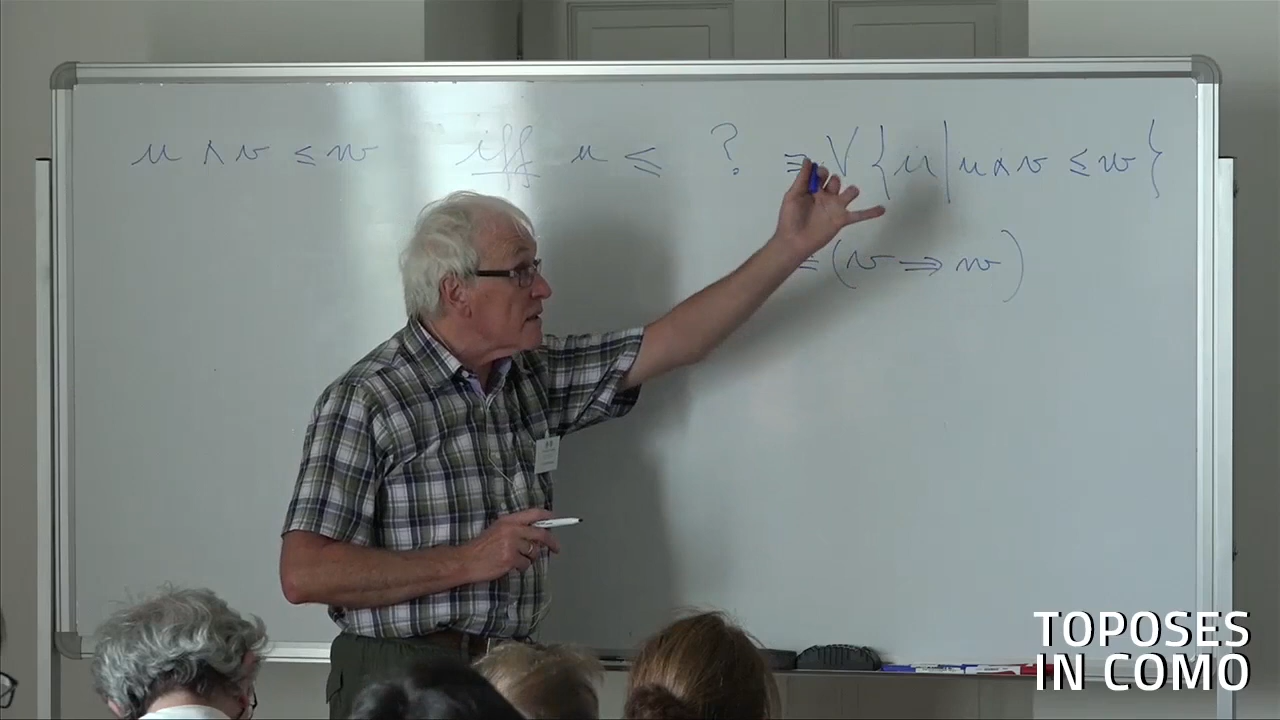 u ∧ v ≤ w iff u ≤ ? = ⋁ { u | u ∧ v ≤ w }
= (v ⇒ w)
TOPOSES
IN COMO